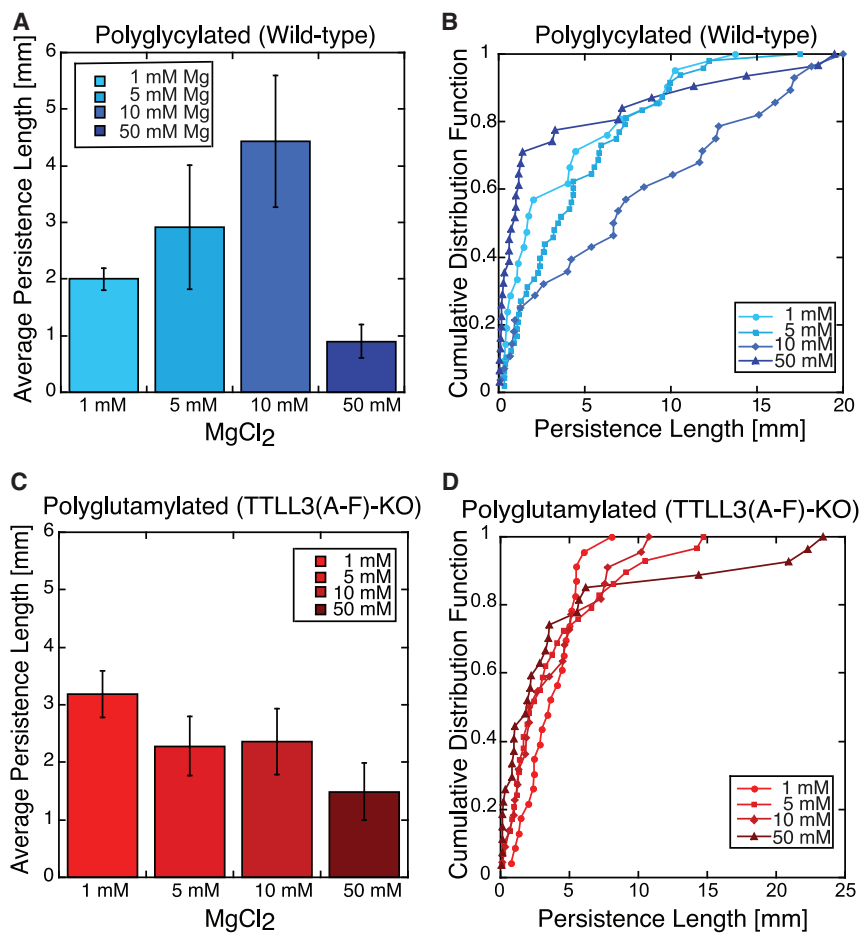 A
Polyglycylated (Wild-type)
Average Persistence Length [mm]
6
5
4
3
2
1
0
1 mM Mg
5 mM Mg
10 mM Mg
50 mM Mg
1 mM
5 mM
10 mM
50 mM
MgCl2
B
Polyglycylated (Wild-type)
Cumulative Distribution Function
1
0.8
0.6
0.4
0.2
0
1 mM
5 mM
10 mM
50 mM
0
5
10
15
20
Persistence Length [mm]
C
Polyglutamylated (TTLL3(A-F)-KO)
Average Persistence Length [mm]
6
5
4
3
2
1
0
1 mM
5 mM
10 mM
50 mM
1 mM
5 mM
10 mM
50 mM
MgCl2
D
Polyglutamylated (TTLL3(A-F)-KO)
Cumulative Distribution Function
1
0.8
0.6
0.4
0.2
0
1 mM
5 mM
10 mM
50 mM
0
5
10
15
20
25
Persistence Length [mm]